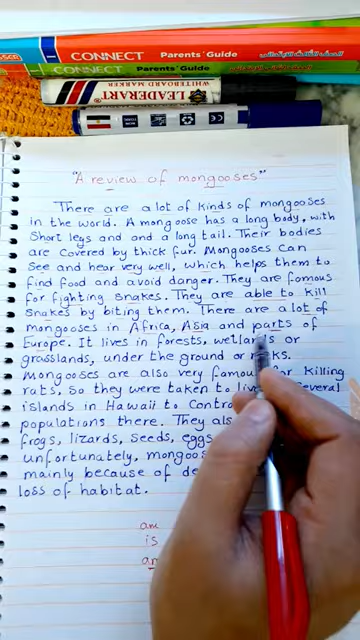 CONNECT Parents' Guide
CONNECT Parents' Guide
LEADERART WHITEBOARD MARKER
"A review of mongooses"
There are a lot of kinds of mongooses
in the world. A mongoose has a long body, with
short legs and and a long tail. Their bodies
are covered by thick fur. Mongooses can
see and hear very well, which helps them to
find food and avoid danger. They are famous
for fighting snakes. They are able to kill
snakes by biting them. There are a lot of
mongooses in Africa, Asia and parts of
Europe. It lives in forests, wetlands or
grasslands, under the ground or
Mongooses are also very famous for killing
rats, so they were taken to several
islands in Hawaii to control
populations there. They
frogs, lizards, seeds, eggs
unfortunately,
mainly because of
loss of habitat.
are
is